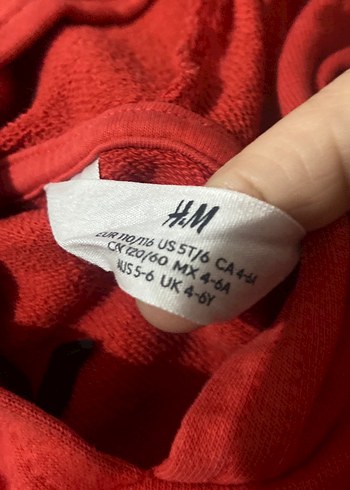 H&M
EUR 110/116 US 5T/6 CA 4-6A
CN 120/60 MX 4-6A
AUS 5-6 UK 4-6Y